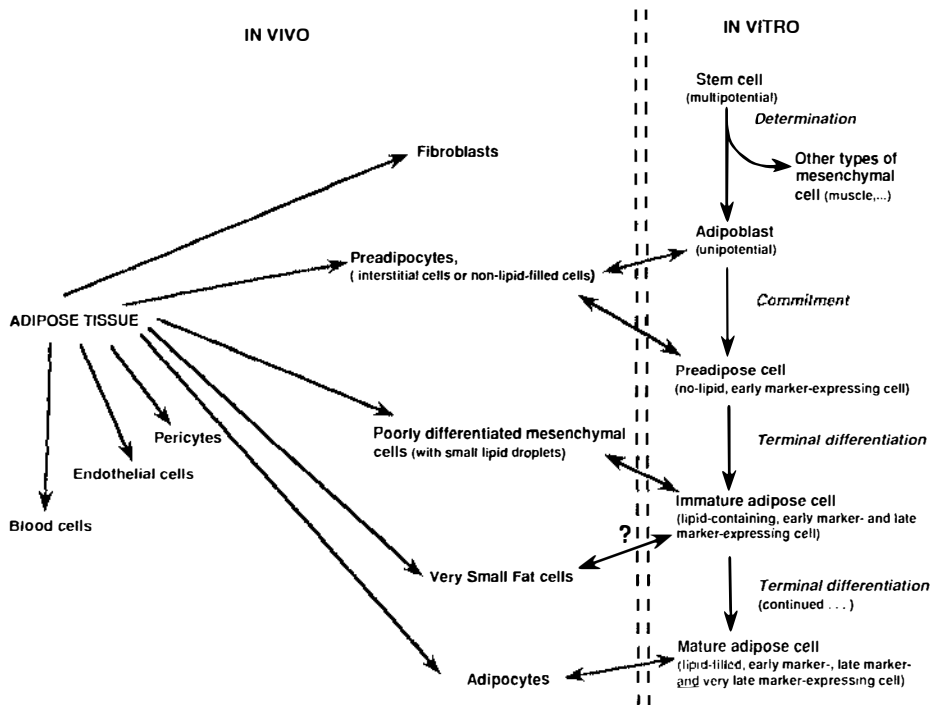 IN VIVO
Fibroblasts
Preadipocytes,
( interstitial cells or non-lipid-filled cells)
ADIPOSE TISSUE
Poorly differentiated mesenchymal
cells (with small lipid droplets)
Pericytes
Endothelial cells
Blood cells
?
Very Small Fat cells
Adipocytes
IN VITRO
Stem cell
(multipotential)
Determination
Other types of
mesenchymal
cell (muscle,...)
Adipoblast
(unipotential)
Commitment
Preadipose cell
(no-lipid, early marker-expressing cell)
Terminal differentiation
Immature adipose cell
(lipid-containing, early marker- and late
marker-expressing cell)
Terminal differentiation
(continued . . . )
Mature adipose cell
(lipid-filled, early marker-, late marker-
and very late marker-expressing cell)